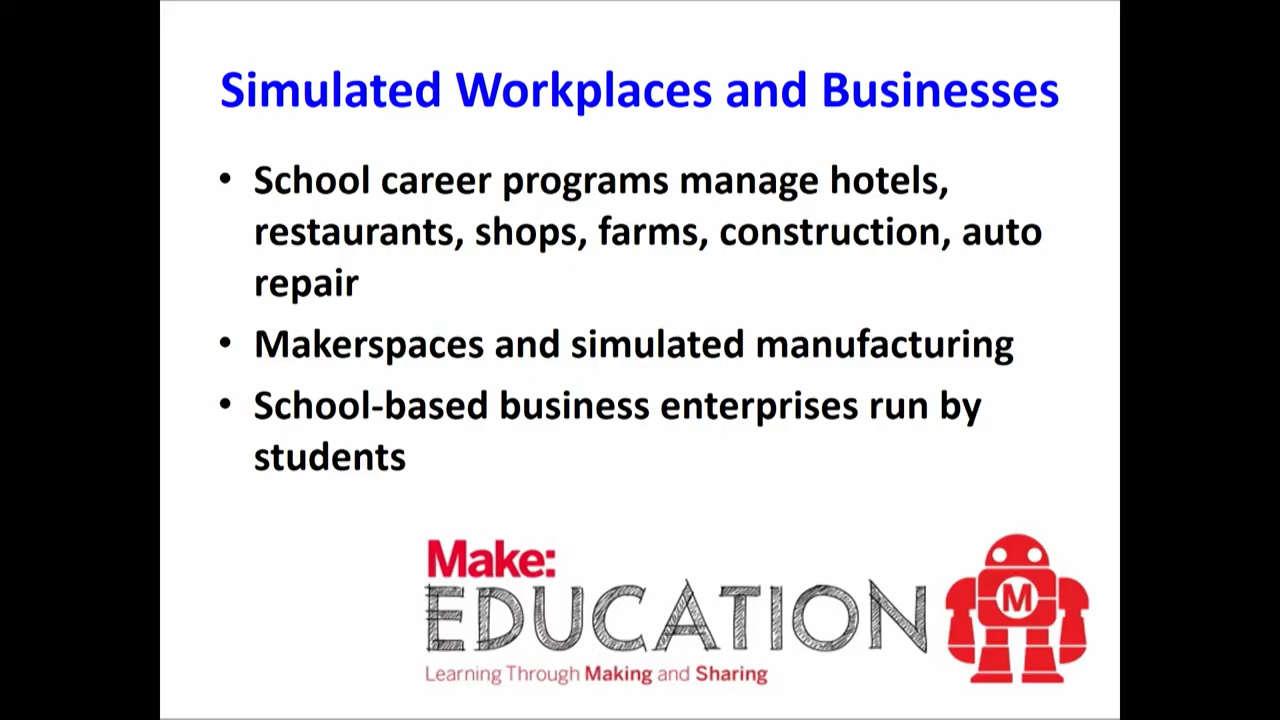 Simulated Workplaces and Businesses
• School career programs manage hotels,
restaurants, shops, farms, construction, auto
repair
• Makerspaces and simulated manufacturing
• School-based business enterprises run by
students
Make:
EDUCATION
M
Learning Through Making and Sharing